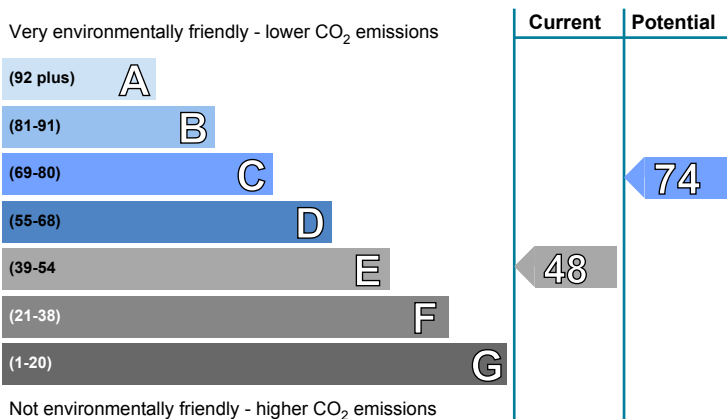 Very environmentally friendly - lower CO2 emissions
Current
Potential
(92 plus) A
(81-91) B
(69-80) C
74
(55-68) D
(39-54 E
48
(21-38) F
(1-20) G
Not environmentally friendly - higher CO2 emissions